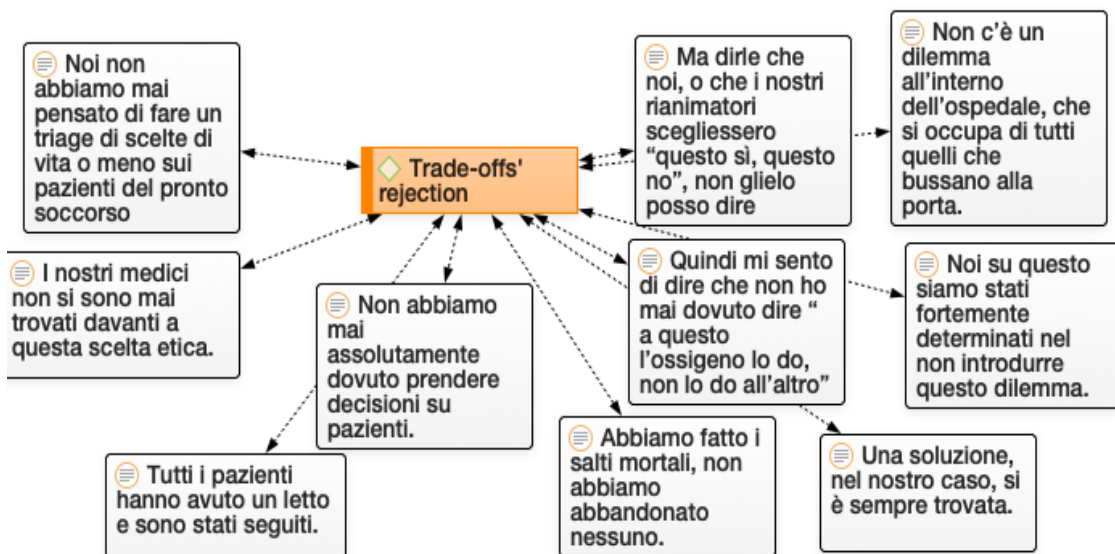 Noi non
abbiamo mai
pensato di fare un
triage di scelte di
vita o meno sui
pazienti del pronto
soccorso
Trade-offs'
rejection
Ma dirle che
noi, o che i nostri
rianimatori
scegliessero
“questo sì, questo
no”, non glielo
posso dire
Non c’è un
dilemma
all’interno
dell’ospedale, che
si occupa di tutti
quelli che
bussano alla
porta.
I nostri medici
non si sono mai
trovati davanti a
questa scelta etica.
Non abbiamo
mai
assolutamente
dovuto prendere
decisioni su
pazienti.
Quindi mi sento
di dire che non ho
mai dovuto dire “
a questo
l’ossigeno lo do,
non lo do all’altro”
Noi su questo
siamo stati
fortemente
determinati nel
non introdurre
questo dilemma.
Tutti i pazienti
hanno avuto un letto
e sono stati seguiti.
Abbiamo fatto i
salti mortali, non
abbiamo
abbandonato
nessuno.
Una soluzione,
nel nostro caso, si
è sempre trovata.